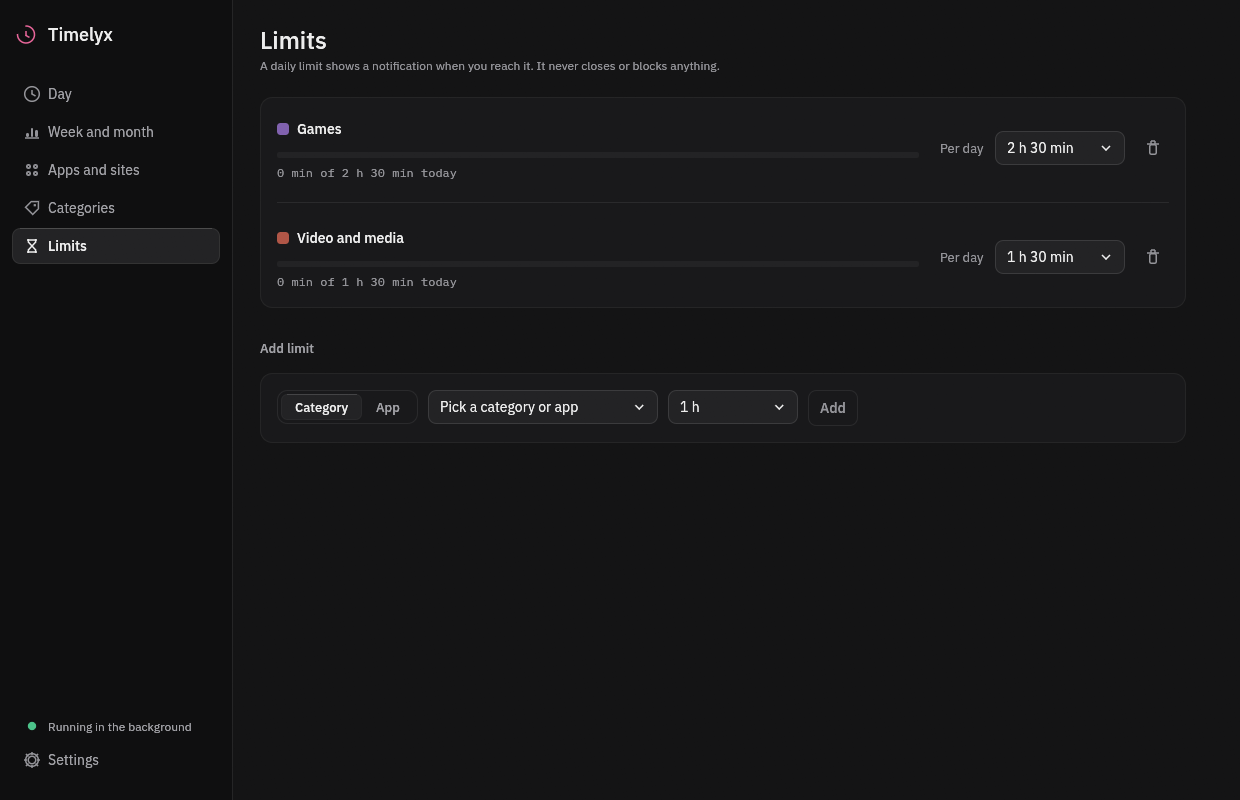 Timelyx
Day
Week and month
Apps and sites
Categories
Limits
Running in the background
Settings
Limits
A daily limit shows a notification when you reach it. It never closes or blocks anything.
Games
0 min of 2 h 30 min today
Per day
2 h 30 min
Video and media
0 min of 1 h 30 min today
Per day
1 h 30 min
Add limit
Category App Pick a category or app 1 h Add